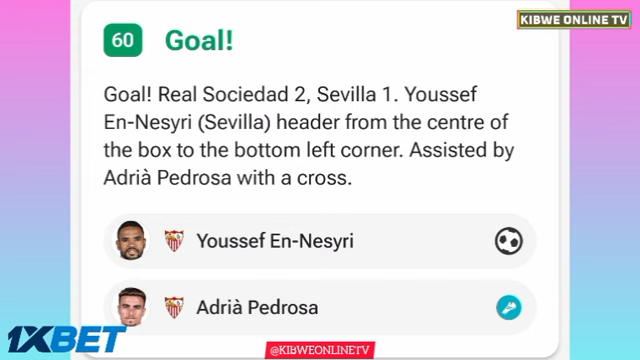 KIBWE ONLINE TV
60 Goal!
Goal! Real Sociedad 2, Sevilla 1. Youssef
En-Nesyri (Sevilla) header from the centre of
the box to the bottom left corner. Assisted by
Adrià Pedrosa with a cross.
Youssef En-Nesyri
Adrià Pedrosa
1XBET
@KIBWEONLINETV